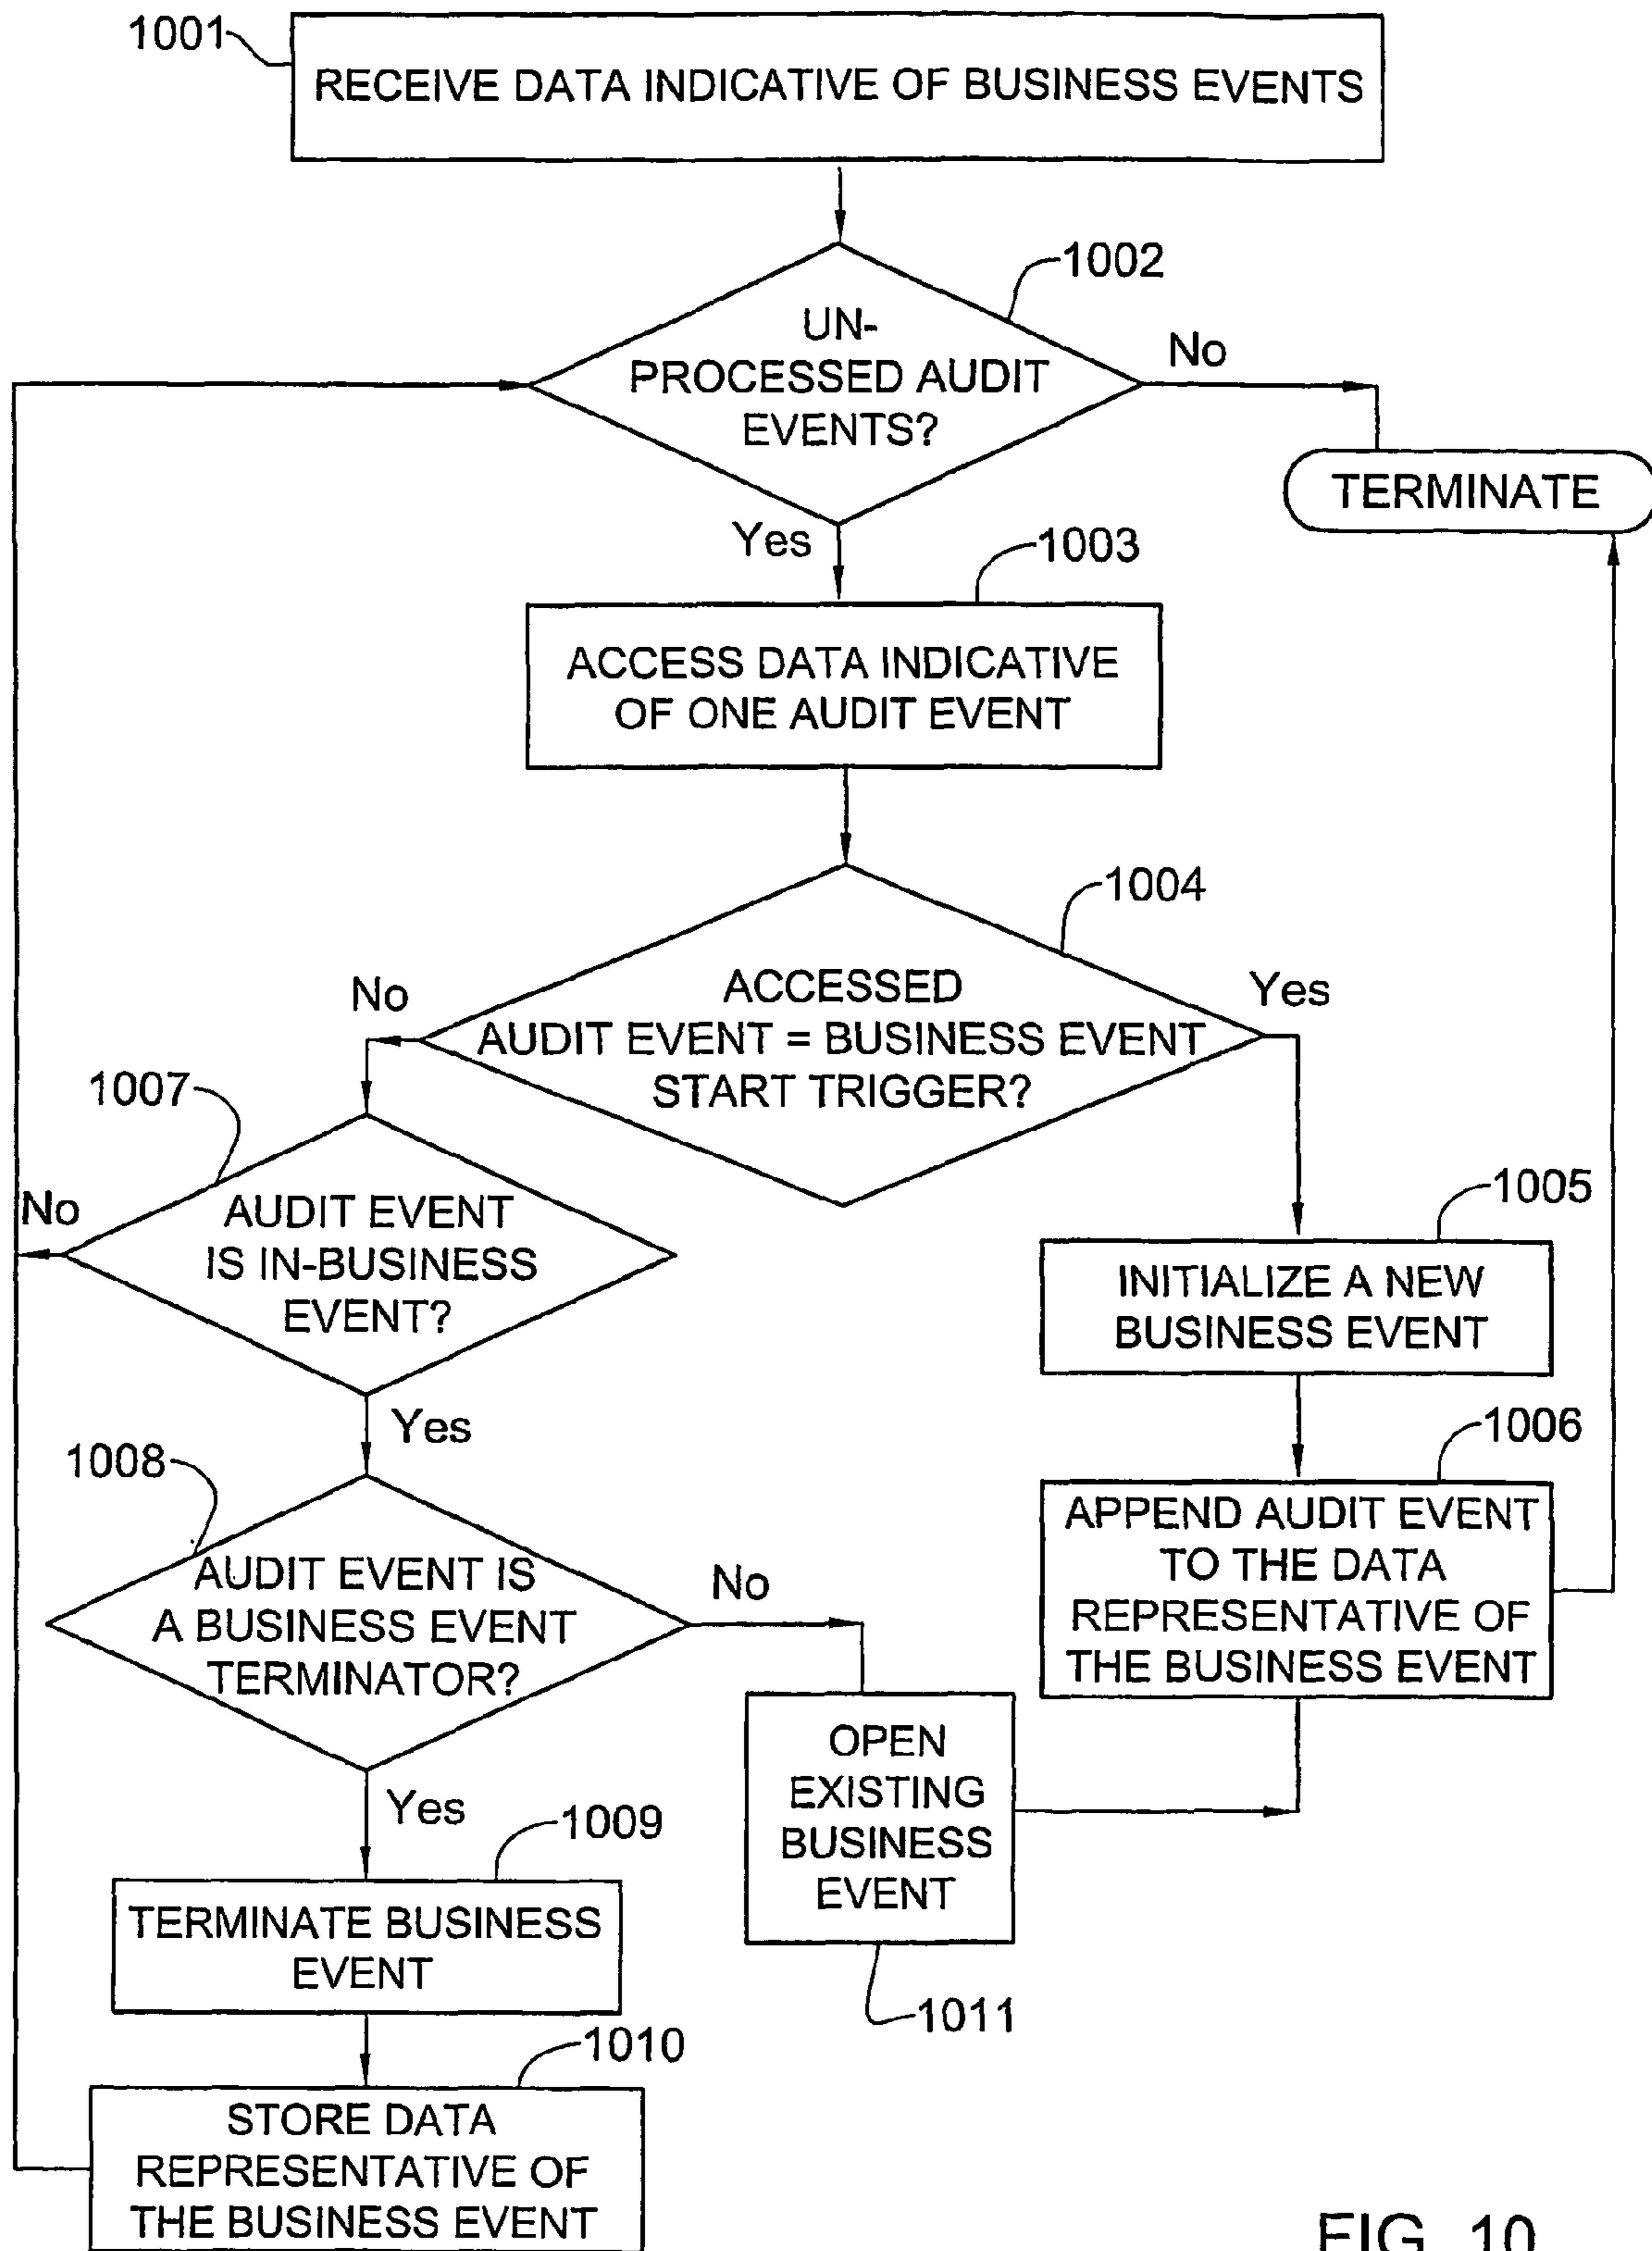 1001
RECEIVE DATA INDICATIVE OF BUSINESS EVENTS
1002
UN-
PROCESSED AUDIT
EVENTS?
No
TERMINATE
Yes
1003
ACCESS DATA INDICATIVE
OF ONE AUDIT EVENT
1004
ACCESSED
AUDIT EVENT = BUSINESS EVENT
START TRIGGER?
No
Yes
1007
AUDIT EVENT
IS IN-BUSINESS
EVENT?
No
Yes
1005
INITIALIZE A NEW
BUSINESS EVENT
1006
APPEND AUDIT EVENT
TO THE DATA
REPRESENTATIVE OF
THE BUSINESS EVENT
1008
AUDIT EVENT IS
A BUSINESS EVENT
TERMINATOR?
No
Yes
OPEN
EXISTING
BUSINESS
EVENT
1011
1009
TERMINATE BUSINESS
EVENT
1010
STORE DATA
REPRESENTATIVE OF
THE BUSINESS EVENT
FIG. 10